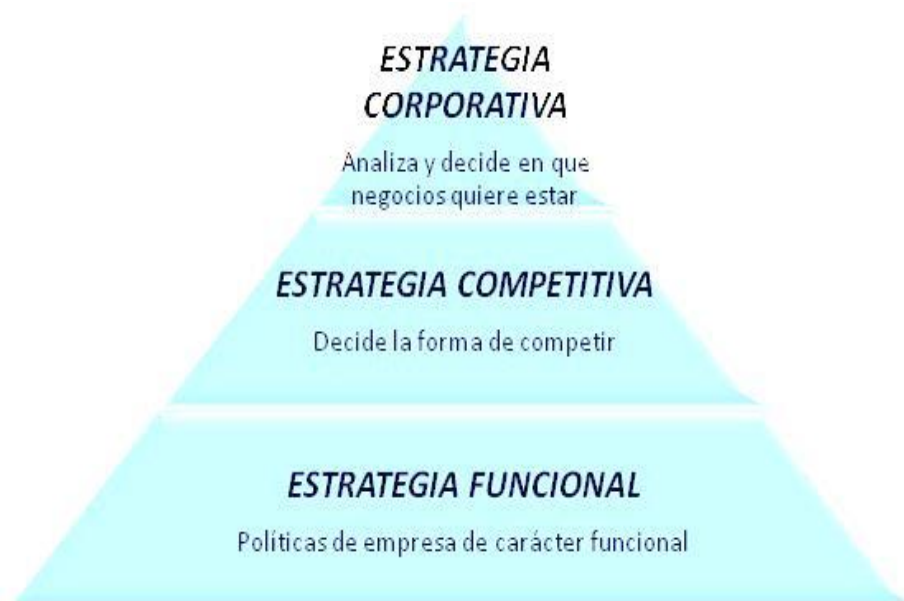 ESTRATEGIA
CORPORATIVA
Analiza y decide en que
negocios quiere estar
ESTRATEGIA COMPETITIVA
Decide la forma de competir
ESTRATEGIA FUNCIONAL
Políticas de empresa de carácter funcional